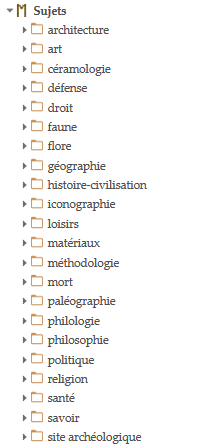 Sujets
architecture
art
céramologie
défense
droit
faune
flore
géographie
histoire-civilisation
iconographie
loisirs
matériaux
méthodologie
mort
paléographie
philologie
philosophie
politique
religion
santé
savoir
site archéologique